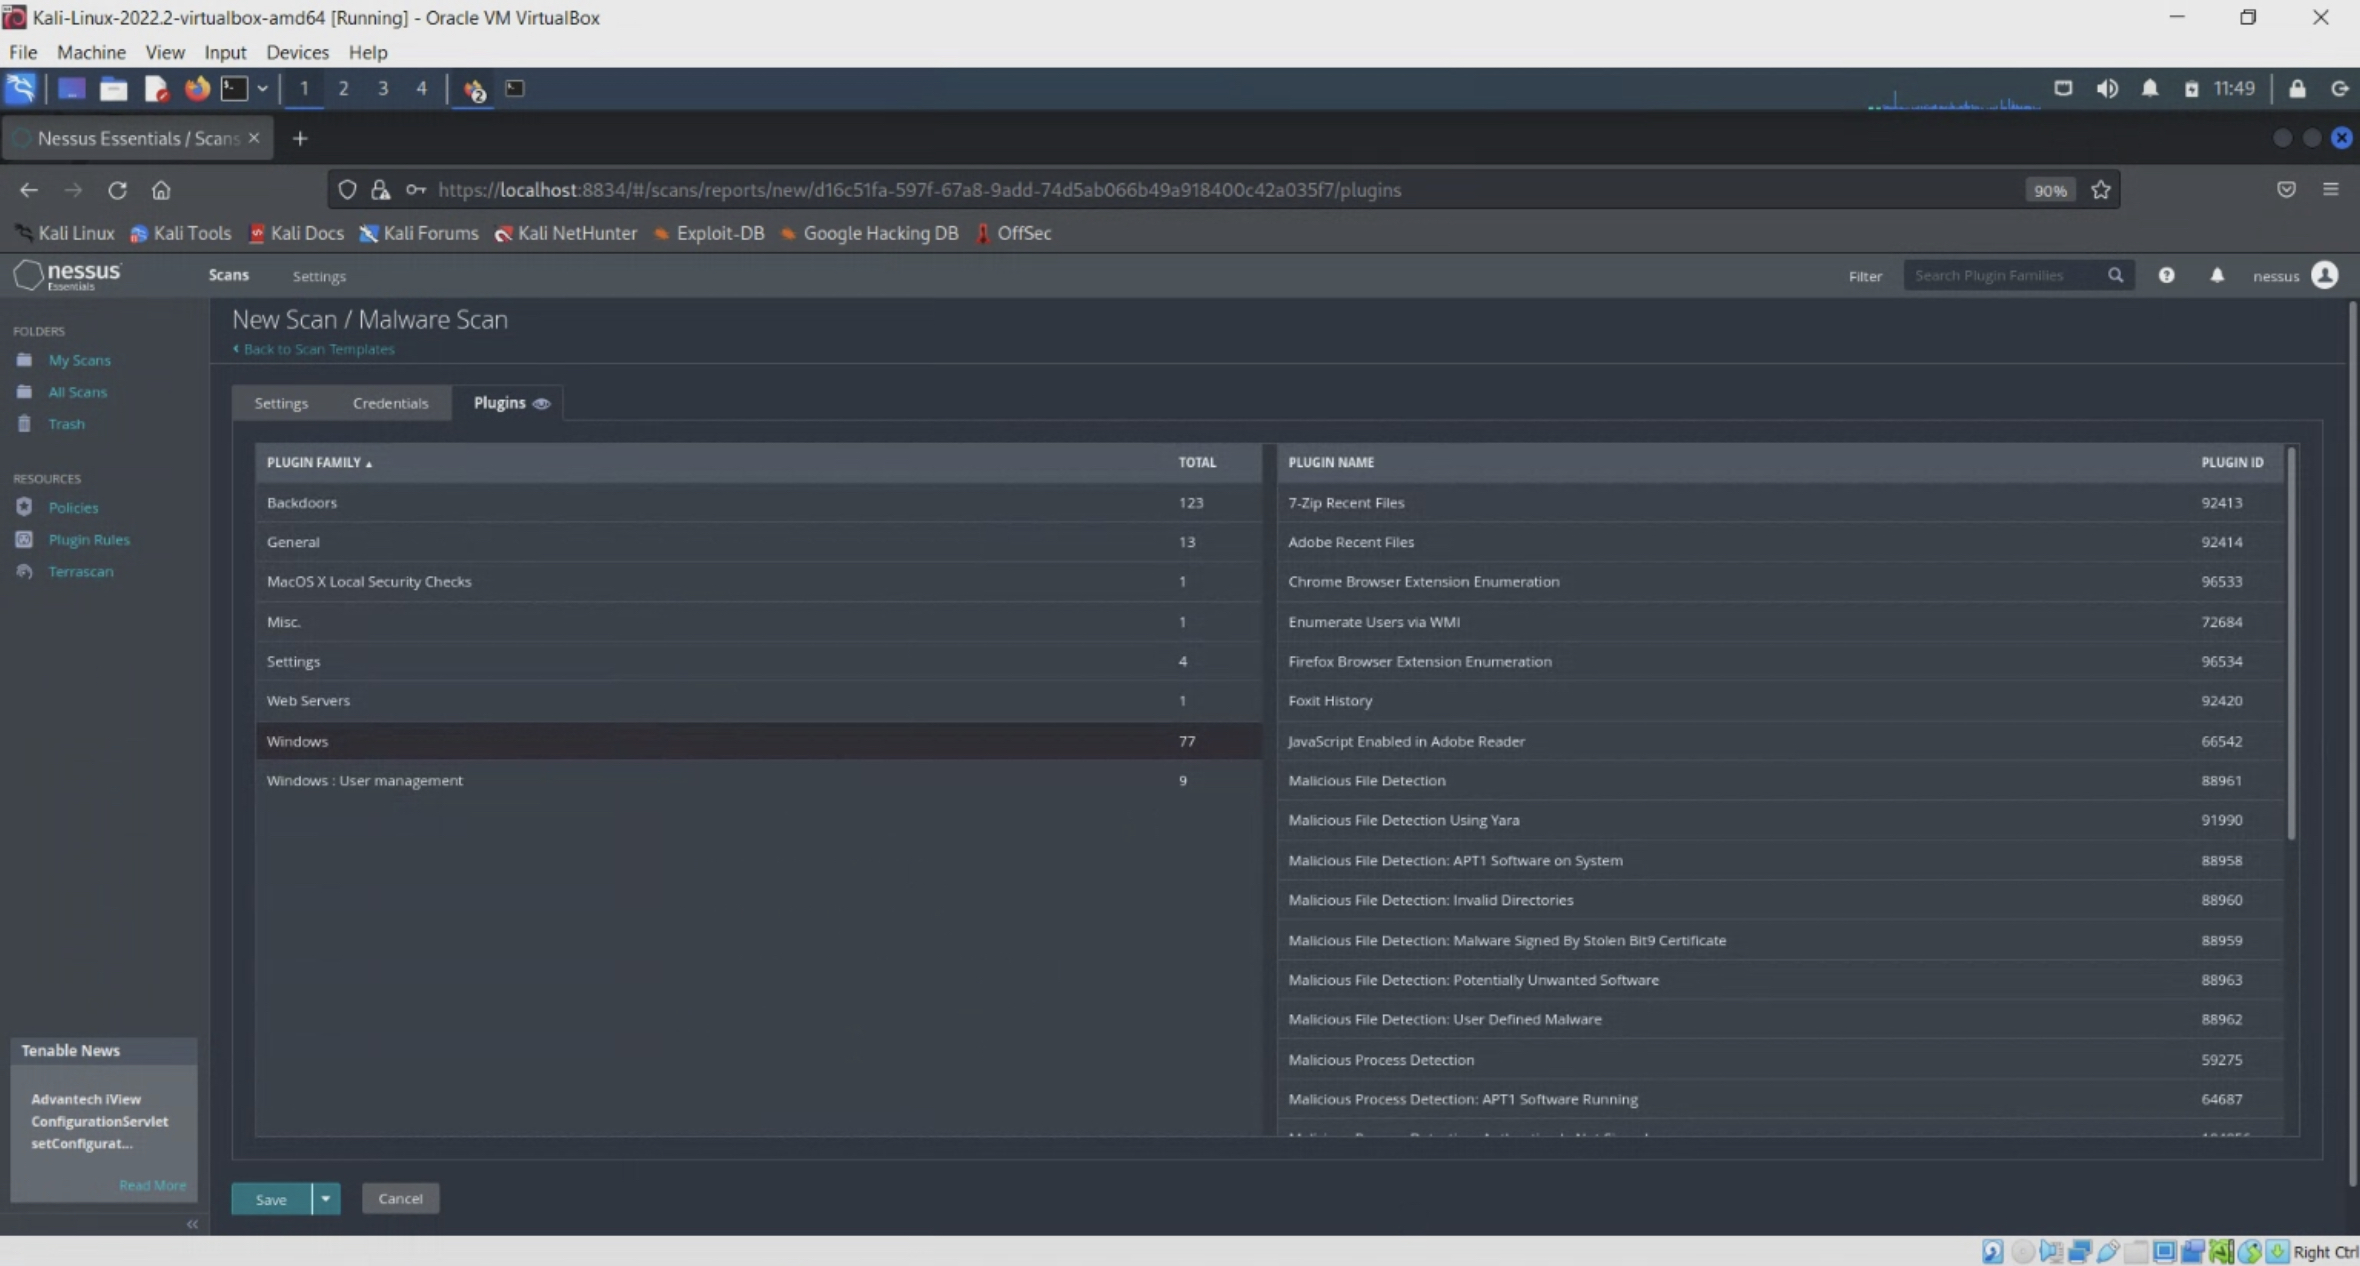 Kali-Linux-2022.2-virtualbox-amd64 [Running] - Oracle VM VirtualBox
File Machine View Input Devices Help
1 2 3 4 2 11:49
Nessus Essentials / Scans
https://localhost:8834/#/scans/reports/new/d16c51fa-597f-67a8-9add-74d5ab066b49a918400c42a035f7/plugins 90%
Kali Linux Kali Tools Kali Docs Kali Forums Kali NetHunter Exploit-DB Google Hacking DB OffSec
nessus Essentials Scans Settings Filter Search Plugin Families nessus
FOLDERS
My Scans
All Scans
Trash
RESOURCES
Policies
Plugin Rules
Terrascan
New Scan / Malware Scan
Back to Scan Templates
Settings Credentials Plugins
PLUGIN FAMILY TOTAL
Backdoors 123
General 13
MacOS X Local Security Checks 1
Misc. 1
Settings 4
Web Servers 1
Windows 77
Windows : User management 9
PLUGIN NAME PLUGIN ID
7-Zip Recent Files 92413
Adobe Recent Files 92414
Chrome Browser Extension Enumeration 96533
Enumerate Users via WMI 72684
Firefox Browser Extension Enumeration 96534
Foxit History 92420
JavaScript Enabled in Adobe Reader 66542
Malicious File Detection 88961
Malicious File Detection Using Yara 91990
Malicious File Detection: APT1 Software on System 88958
Malicious File Detection: Invalid Directories 88960
Malicious File Detection: Malware Signed By Stolen Bit9 Certificate 88959
Malicious File Detection: Potentially Unwanted Software 88963
Malicious File Detection: User Defined Malware 88962
Malicious Process Detection 59275
Malicious Process Detection: APT1 Software Running 64687
Tenable News
Advantech iView
ConfigurationServlet
setConfigurat...
Read More
Save Cancel
Right Ctrl